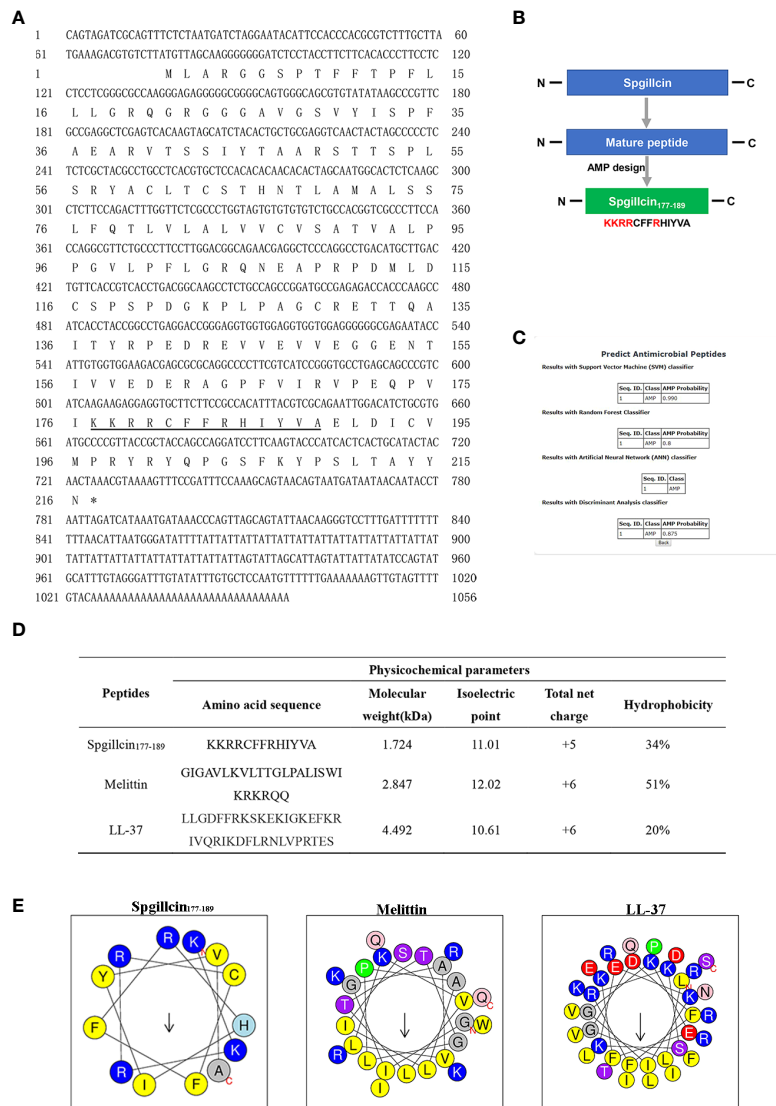 A
1 CAGTAGATCGCAGTTTCTCTAATGATCTAGGAATACATTCCACCCACGCGTCTTTGCTTA 60
61 TGAAAGACGTGTCTTATGTTAGCAAGGGGGGGATCTCCTACCTTCTTCACACCCTTCCTC 120
1 M L A R G G S P T F F T P F L 15
121 CTCCTCGGGCGCCAAGGGAGAGGGGGCGGGGCAGTGGGCAGCGTGTATATAAGCCCGTTC 180
16 L L G R Q G R G G G A V G S V Y I S P F 35
181 GCCGAGGCTCGAGTCACAAGTAGCATCTACACTGCTGCGAGGTCAACTACTAGCCCCCTC 240
36 A E A R V T S S I Y T A A R S T T S P L 55
241 TCTCGCTACGCCTGCCTCACGTGCTCCACACACAACACACTAGCAATGGCACTCTCAAGC 300
56 S R Y A C L T C S T H N T L A M A L S S 75
301 CTCTTCCAGACTTTGGTTCTCGCCCTGGTAGTGTGTGTGTCTGCCACGGTCGCCCTTCCA 360
76 L F Q T L V L A L V V C V S A T V A L P 95
361 CCAGGCGTTCTGCCCTTCCTTGGACGGCAGAACGAGGCTCCCAGGCCTGACATGCTTGAC 420
96 P G V L P F L G R Q N E A P R P D M L D 115
421 TGTTCACCGTCACCTGACGGCAAGCCTCTGCCAGCCGGATGCCGAGAGACCACCCAAGCC 480
116 C S P S P D G K P L P A G C R E T T Q A 135
481 ATCACCTACCGGCCTGAGGACCGGGAGGTGGTGGAGGTGGTGGAGGGGGGCGAGAATACC 540
I T Y R P E D R E V V E V V E G G E N T 155
541 ATTGTGGTGGAAGACGAGCGCGCAGGCCCCTTCGTCATCCGGGTGCCTGAGCAGCCCGTC 600
156 I V V E D E R A G P F V I R V P E Q P V 175
601 ATCAAGAAGAGGAGGTGCTTCTTCCGCCACATTTACGTCGCAGAATTGGACATCTGCGTG 660
176 I K K R R C F F R H I Y V A E L D I C V 195
661 ATGCCCCGTTACCGCTACCAGCCAGGATCCTTCAAGTACCCATCACTCACTGCATACTAC 720
196 M P R Y R Y Q P G S F K Y P S L T A Y Y 215
721 AACTAAACGTAAAAGTTTCCGATTTCCAAAGCAGTAACAGTAATGATAATAACAATACCT 780
216 N *
781 AATTAGATCATAAATGATAAACCCAGTTAGCAGTATTAACAAGGGTCCTTTGATTTTTTT 840
841 TTTAACATTAATGGGATATTTTATTATTATTATTATTATTATTATTATTATTATTATTAT 900
TATTATTATTATTATTATTATTATTATTAGTATTAGCATTAGTATTATTATATCCAGTAT 960
961 GCATTTGTAGGGATTTGTATATTTGTGCTCCAATGTTTTTTGAAAAAAAGTTGTAGTTTT 1020
1021 GTACAAAAAAAAAAAAAAAAAAAAAAAAAAAAAAAA 1056
B
N Spgillcin C
N Mature peptide C
AMP design
N Spgillcin177-189 C
KKRRCFFRHIYVA
C
Predict Antimicrobial Peptides
Results with Support Vector Machine (SVM) classifier
Seq. ID. Class AMP Probability
1 AMP 0.990
Results with Random Forest Classifier
Seq. ID. Class AMP Probability
1 AMP 0.8
Results with Artificial Neural Network (ANN) classifier
Seq. ID. Class
1 AMP
Results with Discriminant Analysis classifier
Seq. ID. Class AMP Probability
1 AMP 0.875
Back
D
Peptides Physicochemical parameters
Amino acid sequence Molecular weight(kDa) Isoelectric point Total net charge Hydrophobicity
Spgillcin177-189 KKRRCFFRHIYVA 1.724 11.01 +5 34%
Melittin GIGAVLKVLTTGLPALISWI
KRKRQQ 2.847 12.02 +6 51%
LL-37 LLGDFFRKSKEKIGKEFKR
IVQRIKDFLRNLVPRTES 4.492 10.61 +6 20%
E
Spgillcin177-189
R K V C H K A F I R F Y R
Melittin
Q K S T R A A V Q G W G V K L L I L I L R I T G K P
LL-37